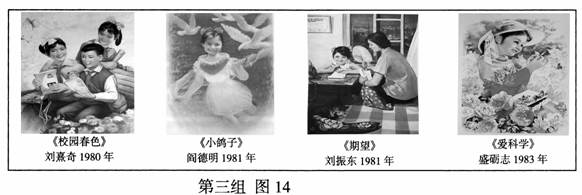 《校园春色》
刘熹奇 1980 年
《小鸽子》
阎德明 1981 年
《期望》
刘振东 1981 年
《爱科学》
盛砺志 1983 年
第三组 图 14